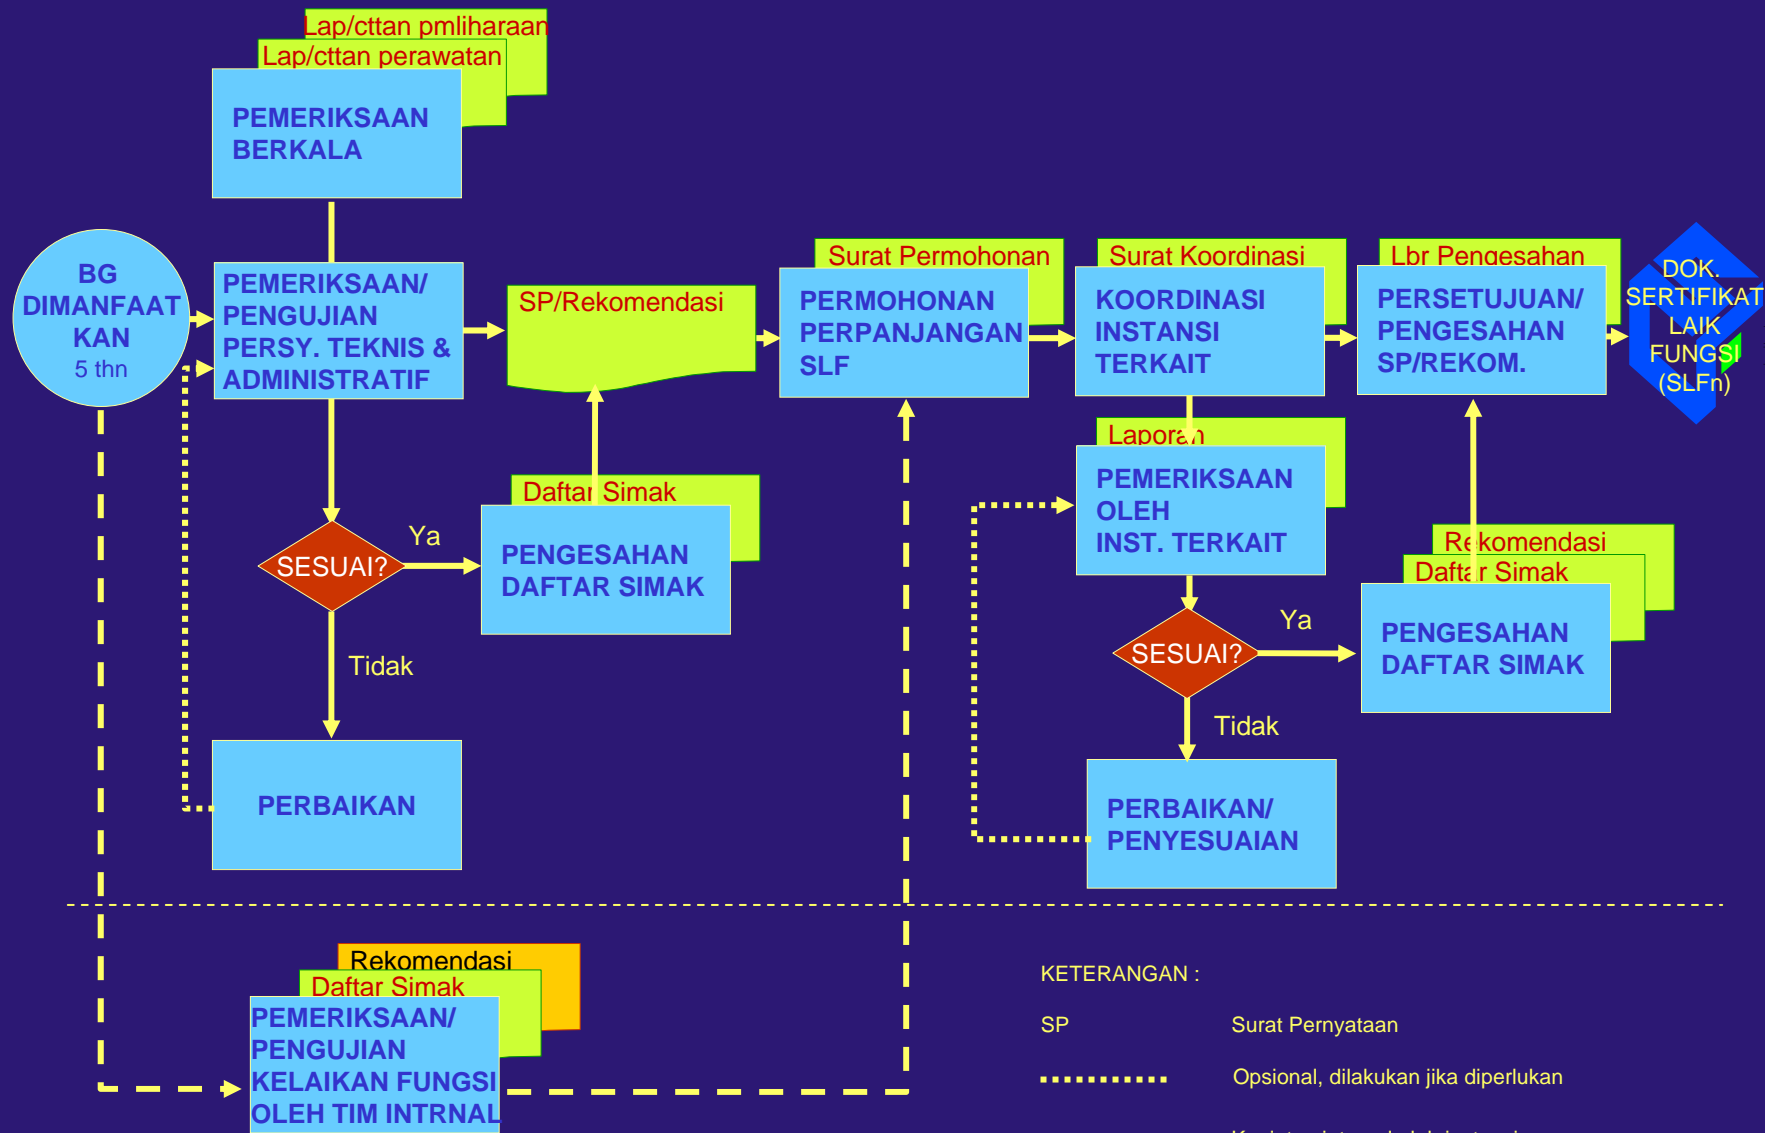 Lap/cttan pmliharaan
Lap/cttan perawatan
PEMERIKSAAN
BERKALA
BG
DIMANFAAT
KAN
5 thn
PEMERIKSAAN/
PENGUJIAN
PERSY. TEKNIS &
ADMINISTRATIF
SP/Rekomendasi
Surat Permohonan
PERMOHONAN
PERPANJANGAN
SLF
Surat Koordinasi
KOORDINASI
INSTANSI
TERKAIT
Lbr Pengesahan
PERSETUJUAN/
PENGESAHAN
SP/REKOM.
DOK.
SERTIFIKAT
LAIK
FUNGSI
(SLFn)
SESUAI?
Ya
Daftar Simak
PENGESAHAN
DAFTAR SIMAK
Tidak
PERBAIKAN
Laporan
PEMERIKSAAN
OLEH
INST. TERKAIT
SESUAI?
Ya
Rekomendasi
Daftar Simak
PENGESAHAN
DAFTAR SIMAK
Tidak
PERBAIKAN/
PENYESUAIAN
Rekomendasi
Daftar Simak
PEMERIKSAAN/
PENGUJIAN
KELAIKAN FUNGSI
OLEH TIM INTRNAL
KETERANGAN :
SP Surat Pernyataan
Opsional, dilakukan jika diperlukan